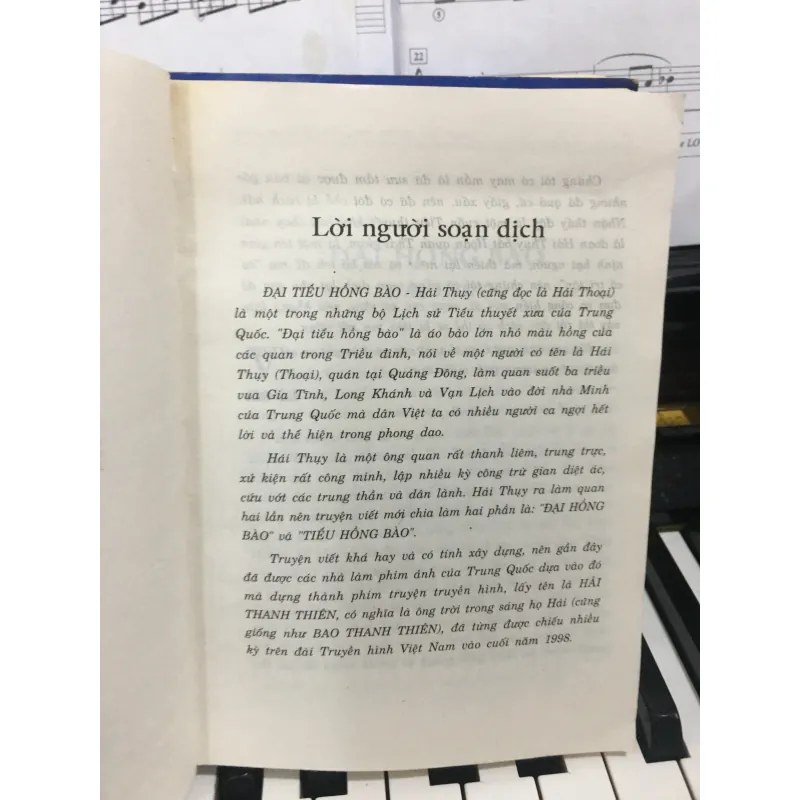 5
22
e LO
Lời người soạn dịch
ĐẠI TIỂU HỒNG BÀO - Hải Thụy (cũng đọc là Hải Thoại)
là một trong những bộ Lịch sử Tiểu thuyết xưa của Trung
Quốc. "Đại tiểu hồng bào" là áo bào lớn nhỏ màu hồng của
các quan trong Triều đình, nói về một người có tên là Hải
Thụy (Thoại), quán tại Quảng Đông, làm quan suốt ba triều
vua Gia Tĩnh, Long Khánh và Vạn Lịch vào đời nhà Minh
của Trung Quốc mà dân Việt ta có nhiều người ca ngợi hết
lời và thể hiện trong phong dao.
Hải Thụy là một ông quan rất thanh liêm, trung trực,
xử kiện rất công minh, lập nhiều kỳ công trừ gian diệt ác,
cứu vớt các trung thần và dân lành. Hải Thụy ra làm quan
hai lần nên truyện viết mới chia làm hai phần là: "ĐẠI HỒNG
BÀO" và "TIỂU HỒNG BÀO".
Truyện viết khá hay và có tính xây dựng, nên gần đây
đã được các nhà làm phim ảnh của Trung Quốc dựa vào đó
mà dựng thành phim truyện truyền hình, lấy tên là HẢI
THANH THIÊN, có nghĩa là ông trời trong sáng họ Hải (cũng
giống như BAO THANH THIÊN), đã từng được chiếu nhiều
kỳ trên đài Truyền hình Việt Nam vào cuối năm 1998.